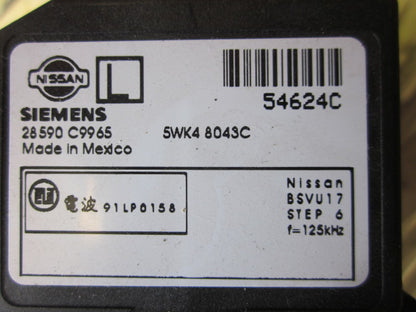 NISSAN L
54624C
SIEMENS
28590 C9965 5WK4 8043C
Made in Mexico
電波 91LP0158
Nissan
BSVU17
STEP 6
f=125kHz